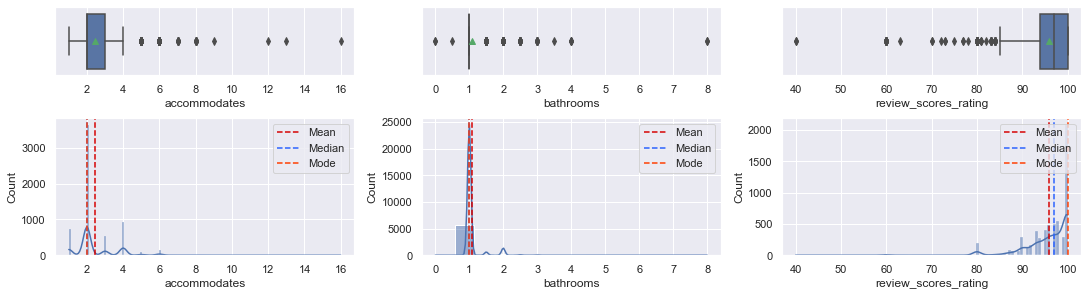 2 4 6 8 10 12 14 16
accommodates
0 1 2 3 4 5 6 7 8
bathrooms
40 50 60 70 80 90 100
review_scores_rating
Count
3000
2000
1000
0
Mean
Median
Mode
2 4 6 8 10 12 14 16
accommodates
Count
25000
20000
15000
10000
5000
0
Mean
Median
Mode
0 1 2 3 4 5 6 7 8
bathrooms
Count
2000
1500
1000
500
0
Mean
Median
Mode
40 50 60 70 80 90 100
review_scores_rating